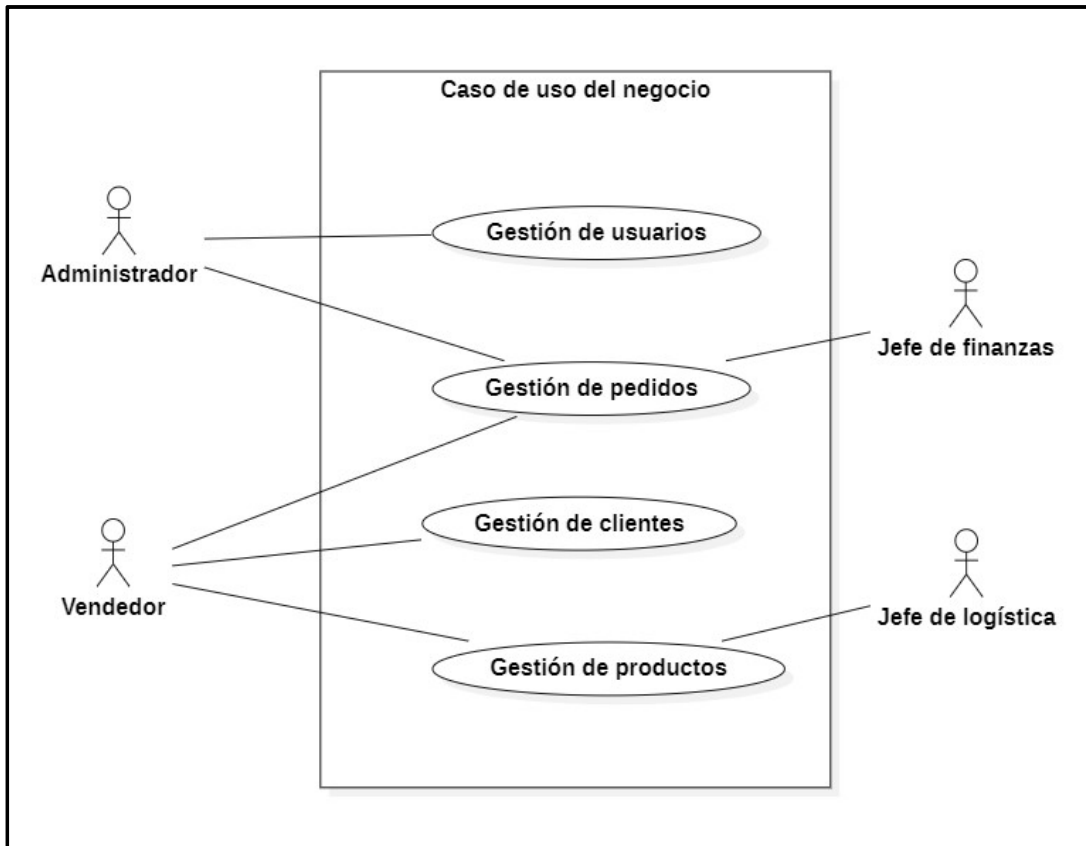 Caso de uso del negocio
Gestión de usuarios
Administrador
Jefe de finanzas
Gestión de pedidos
Gestión de clientes
Vendedor
Jefe de logística
Gestión de productos